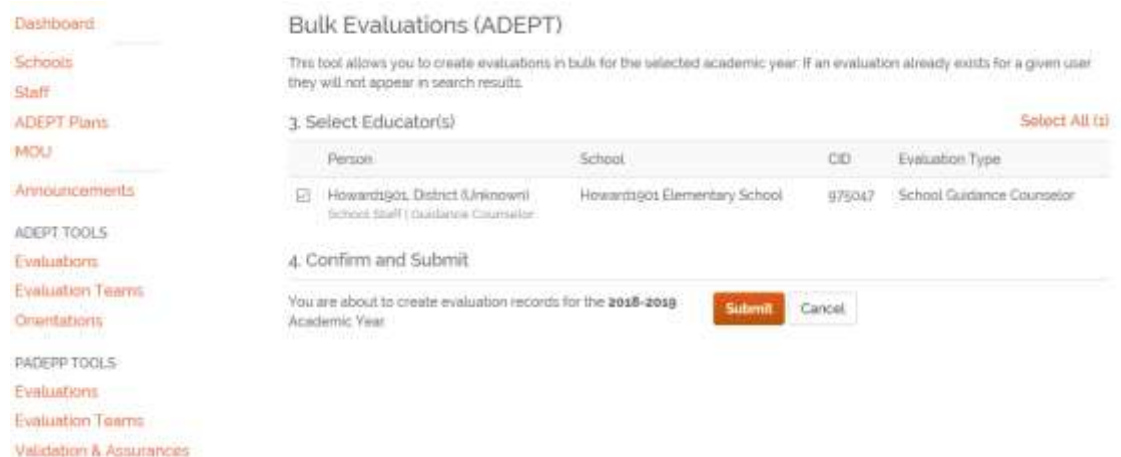 Dashboard
Schools
Staff
ADEPT Plans
MOU
Announcements
ADEPT TOOLS
Evaluations
Evaluation Teams
Orientations
PADEPP TOOLS
Evaluations
Evaluation Teams
Validation & Assurances
Bulk Evaluations (ADEPT)
This tool allows you to create evaluations in bulk for the selected academic year. If an evaluation already exists for a given user
they will not appear in search results.
3. Select Educator(s)
Select All (1)
Person School CID Evaluation Type
Howard1901, District (Unknown) Howard1901 Elementary School 975047 School Guidance Counselor
School Staff | Guidance Counselor
4. Confirm and Submit
You are about to create evaluation records for the 2018-2019
Academic Year.
Submit Cancel